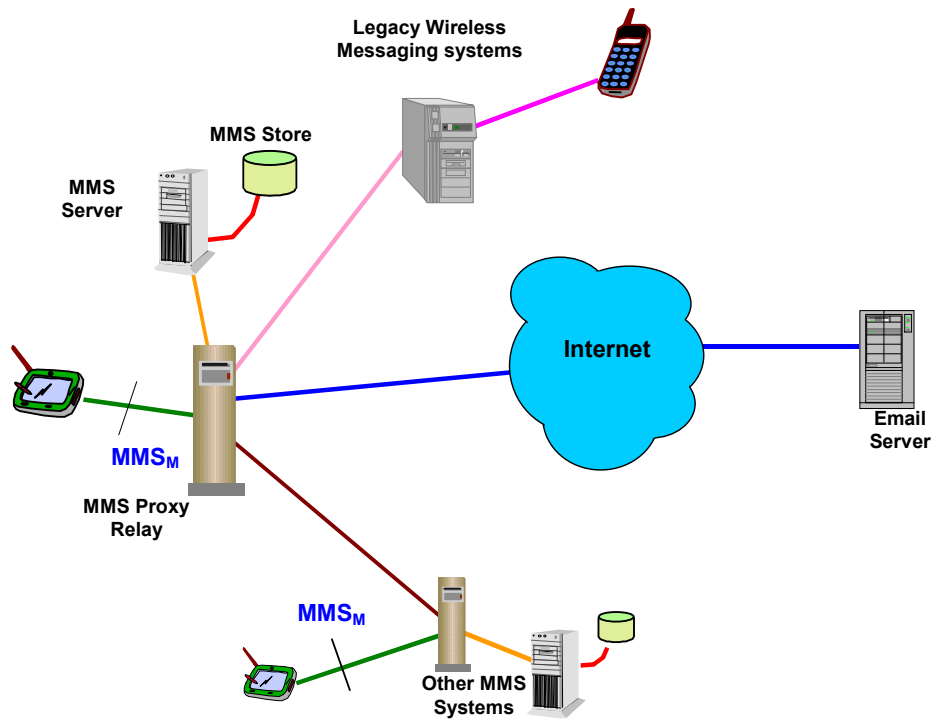 Legacy Wireless
Messaging systems
MMS Store
MMS
Server
Internet
Email
Server
MMSM
MMS Proxy
Relay
MMSM
Other MMS
Systems